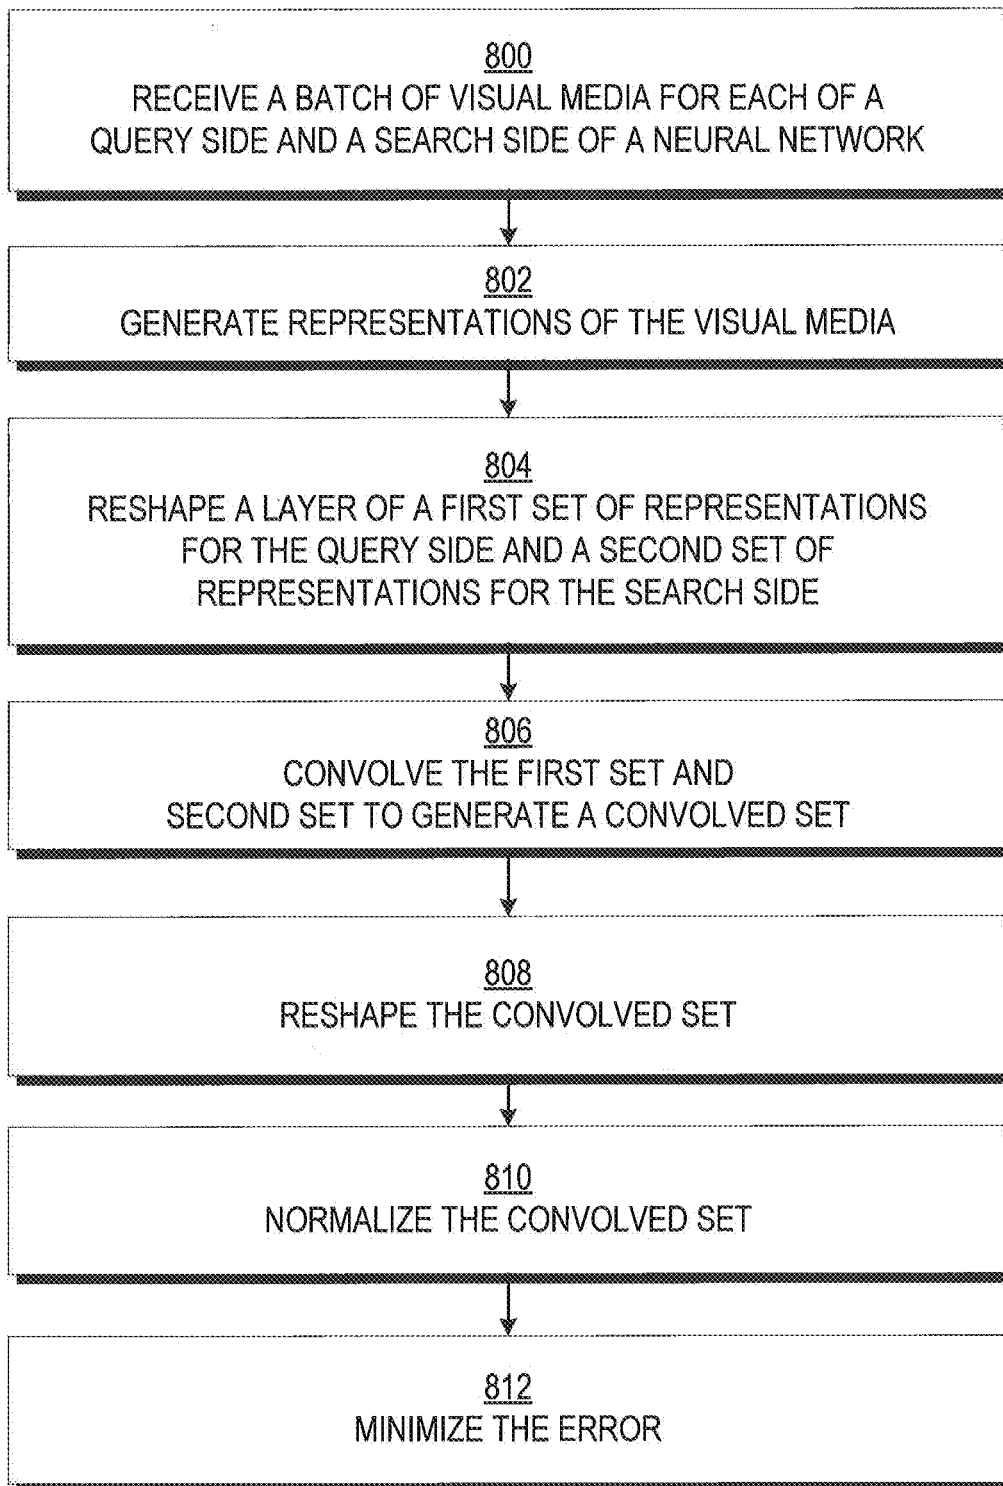 800
RECEIVE A BATCH OF VISUAL MEDIA FOR EACH OF A
QUERY SIDE AND A SEARCH SIDE OF A NEURAL NETWORK
802
GENERATE REPRESENTATIONS OF THE VISUAL MEDIA
804
RESHAPE A LAYER OF A FIRST SET OF REPRESENTATIONS
FOR THE QUERY SIDE AND A SECOND SET OF
REPRESENTATIONS FOR THE SEARCH SIDE
806
CONVOLVE THE FIRST SET AND
SECOND SET TO GENERATE A CONVOLVED SET
808
RESHAPE THE CONVOLVED SET
810
NORMALIZE THE CONVOLVED SET
812
MINIMIZE THE ERROR